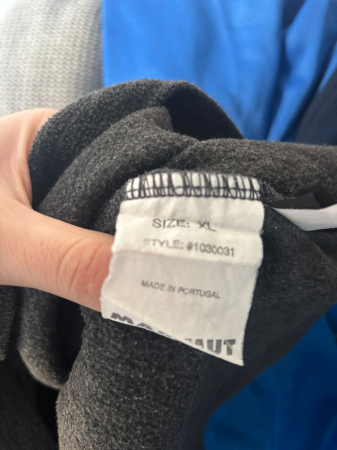 SIZE: XL
STYLE: #1030031
MADE IN PORTUGAL